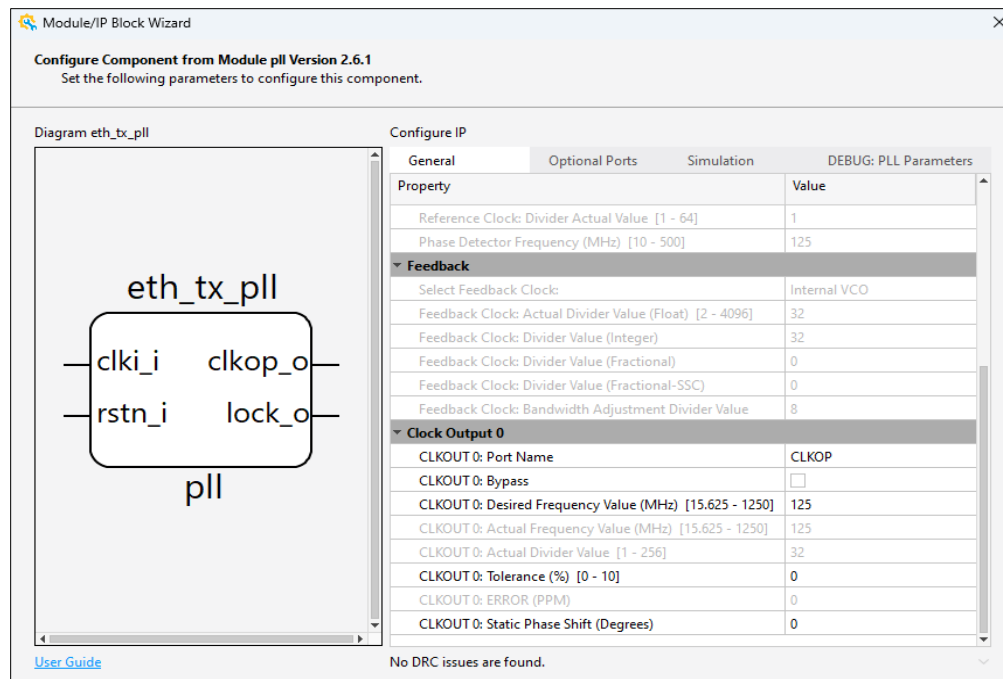 Module/IP Block Wizard
Configure Component from Module pll Version 2.6.1
Set the following parameters to configure this component.
Diagram eth_tx_pll
eth_tx_pll
clki_i clkop_o
rstn_i lock_o
pll
User Guide
Configure IP
General Optional Ports Simulation DEBUG: PLL Parameters
Property Value
Reference Clock: Divider Actual Value [1 - 64] 1
Phase Detector Frequency (MHz) [10 - 500] 125
Feedback
Select Feedback Clock: Internal VCO
Feedback Clock: Actual Divider Value (Float) [2 - 4096] 32
Feedback Clock: Divider Value (Integer) 32
Feedback Clock: Divider Value (Fractional) 0
Feedback Clock: Divider Value (Fractional-SSC) 0
Feedback Clock: Bandwidth Adjustment Divider Value 8
Clock Output 0
CLKOUT 0: Port Name CLKOP
CLKOUT 0: Bypass
CLKOUT 0: Desired Frequency Value (MHz) [15.625 - 1250] 125
CLKOUT 0: Actual Frequency Value (MHz) [15.625 - 1250] 125
CLKOUT 0: Actual Divider Value [1 - 256] 32
CLKOUT 0: Tolerance (%) [0 - 10] 0
CLKOUT 0: ERROR (PPM) 0
CLKOUT 0: Static Phase Shift (Degrees) 0
No DRC issues are found.